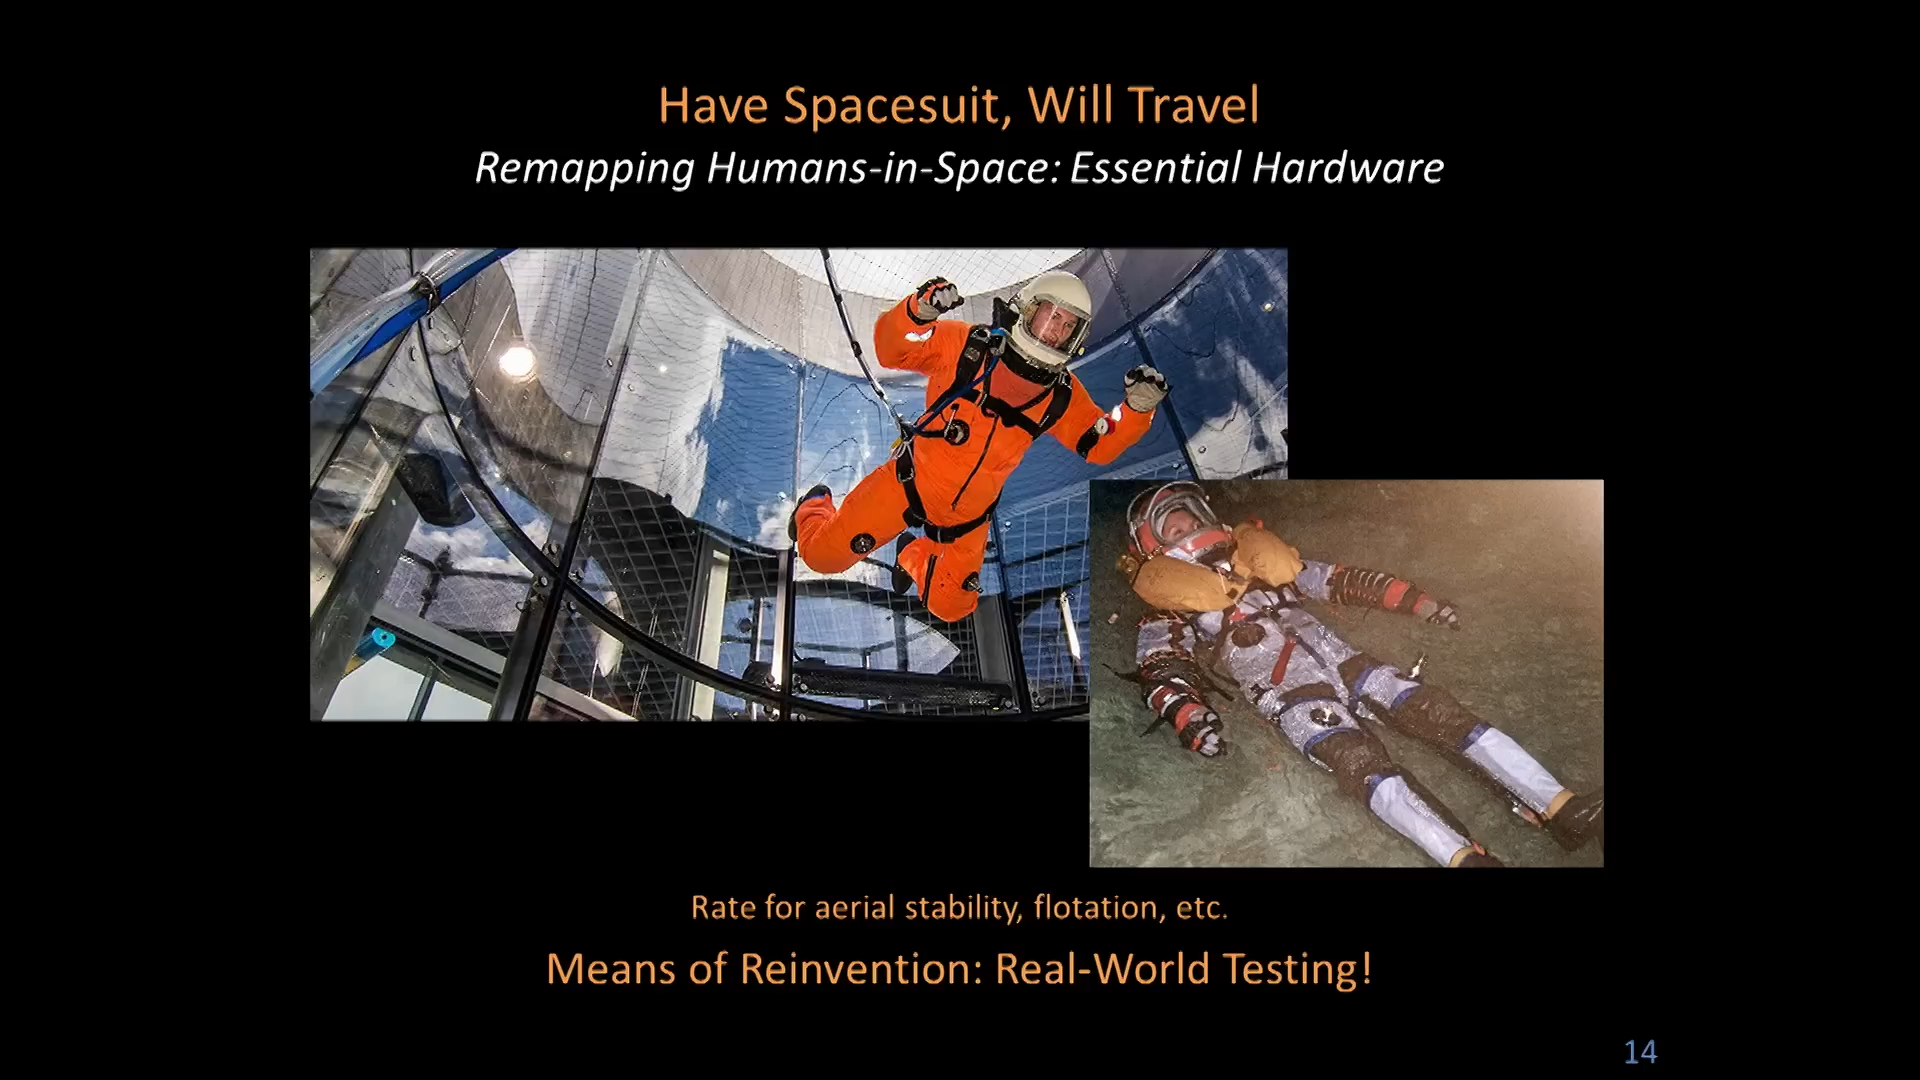 Have Spacesuit, Will Travel
Remapping Humans-in-Space: Essential Hardware
Rate for aerial stability, flotation, etc.
Means of Reinvention: Real-World Testing!
14